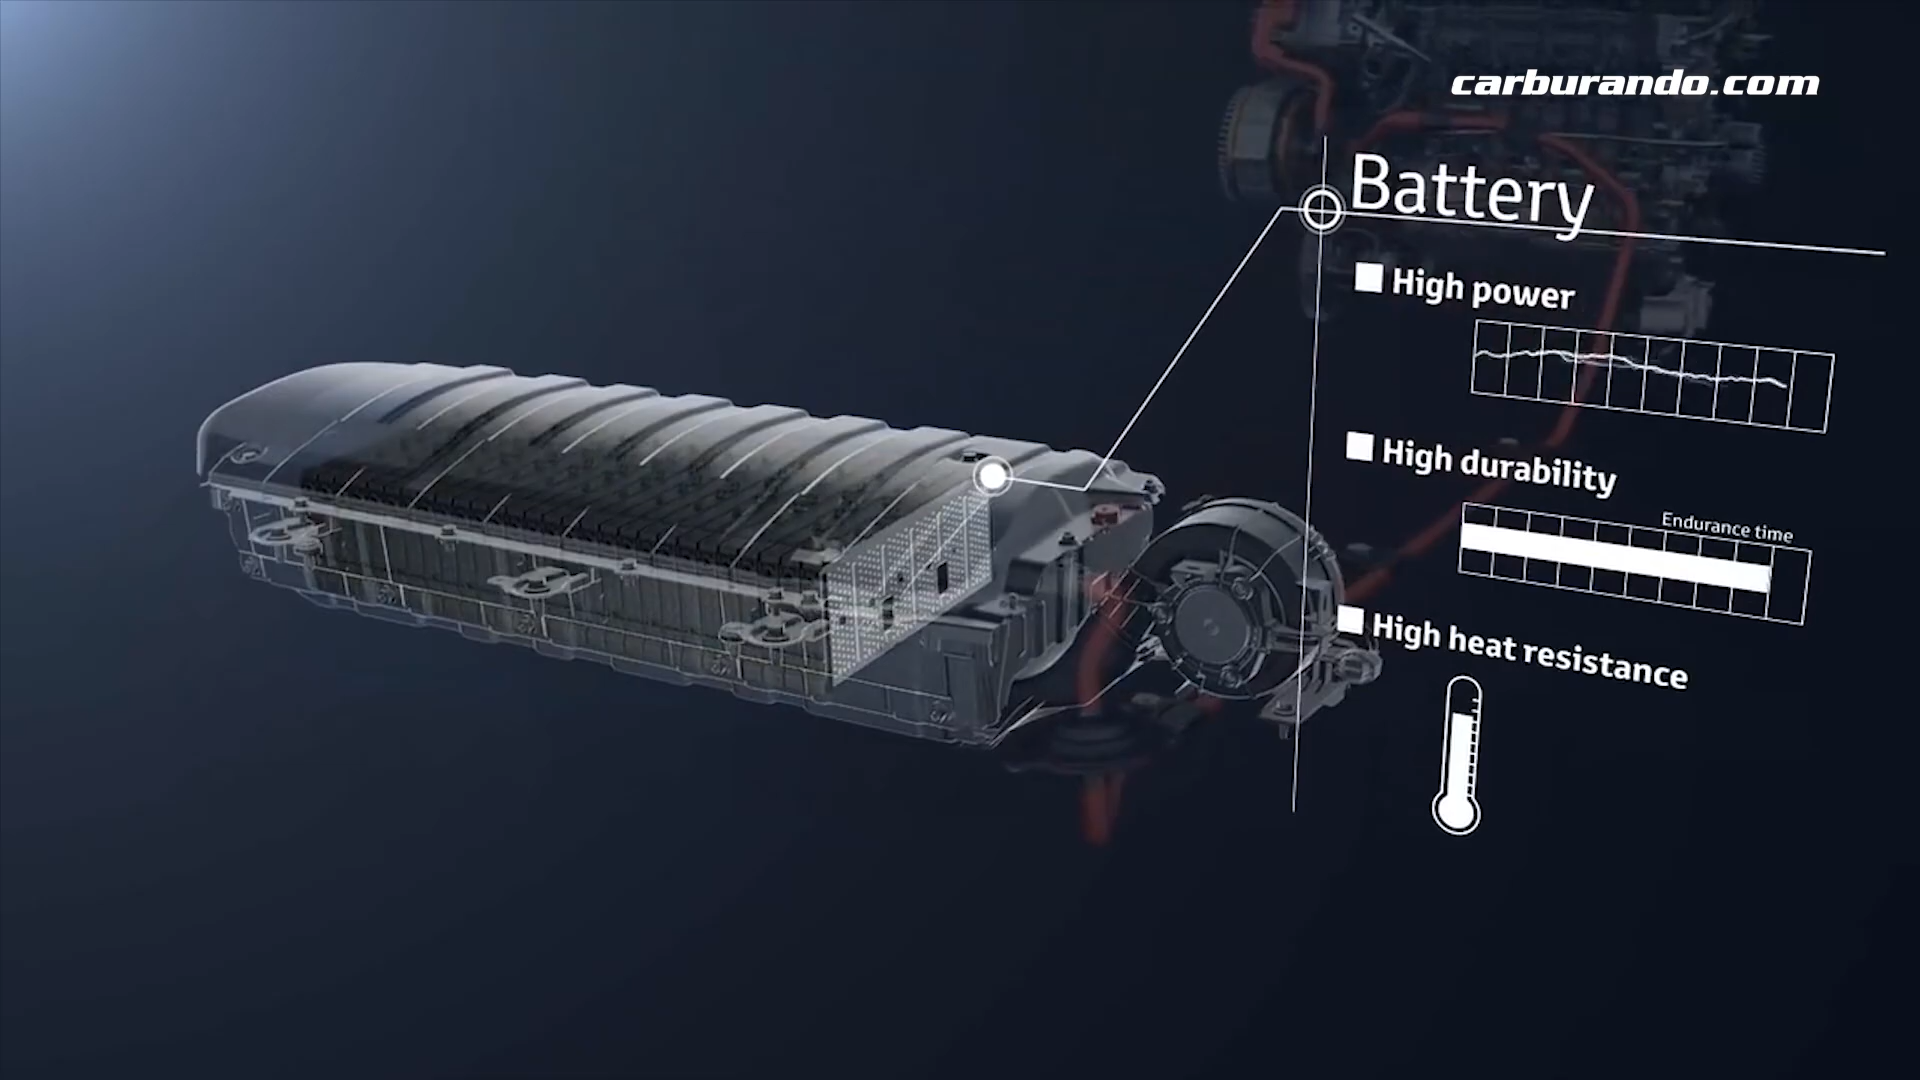 carburando.com
Battery
High power
High durability
Endurance time
High heat resistance